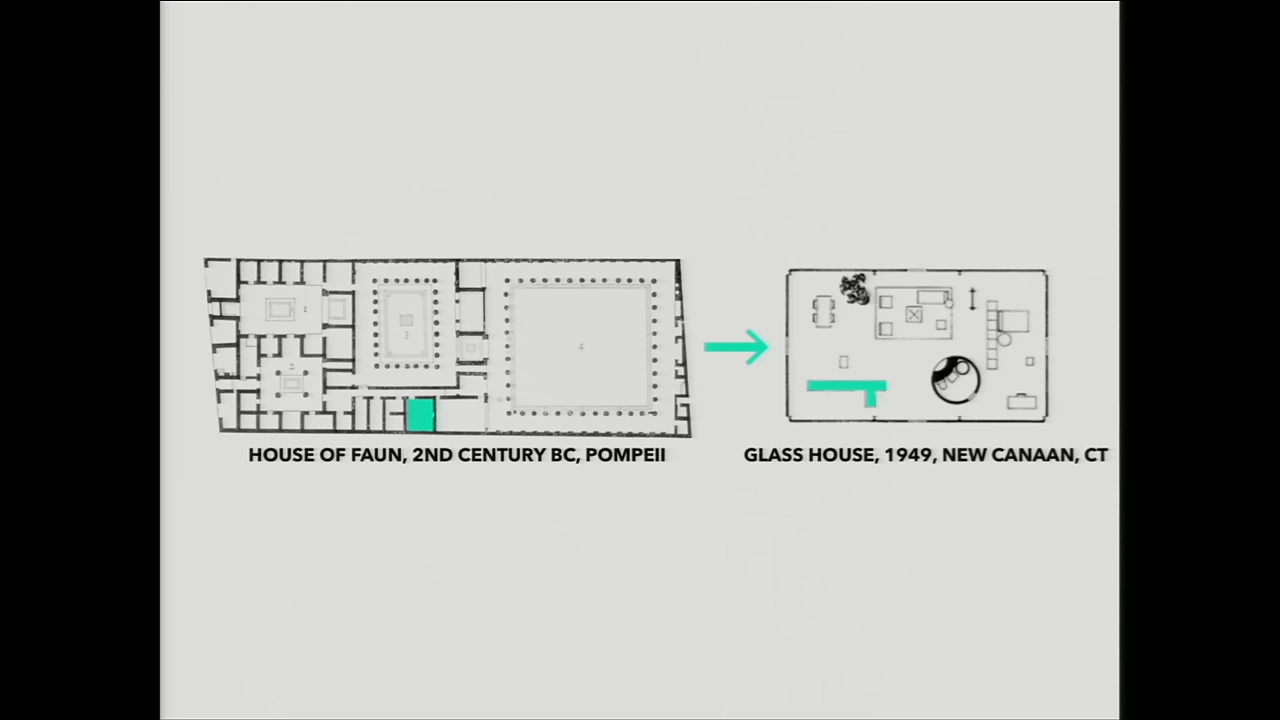 HOUSE OF FAUN, 2ND CENTURY BC, POMPEII
GLASS HOUSE, 1949, NEW CANAAN, CT